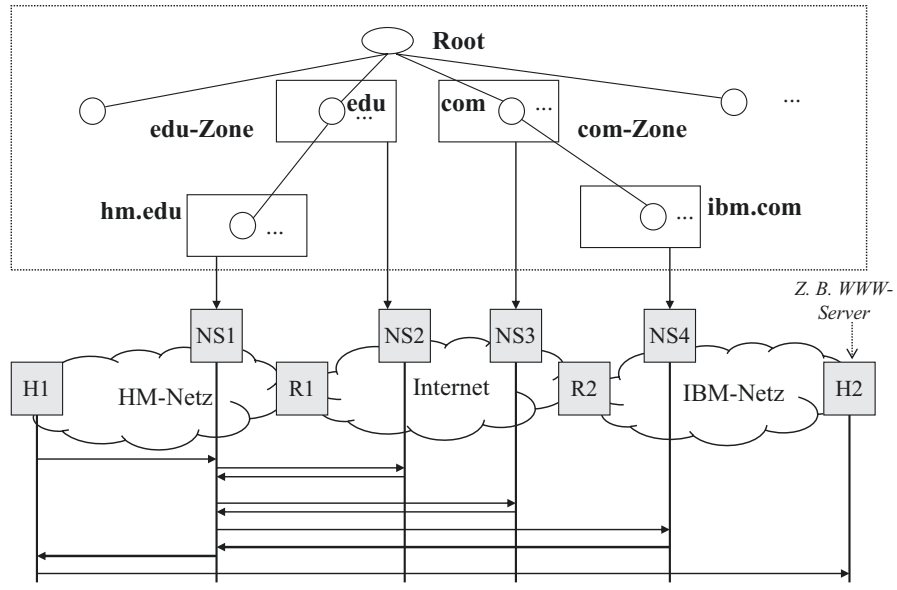 Root
...
edu
...
com
...
edu-Zone
com-Zone
hm.edu
...
...
ibm.com
Z. B. WWW-
Server
NS1
NS2
NS3
NS4
H1
HM-Netz
R1
Internet
R2
IBM-Netz
H2